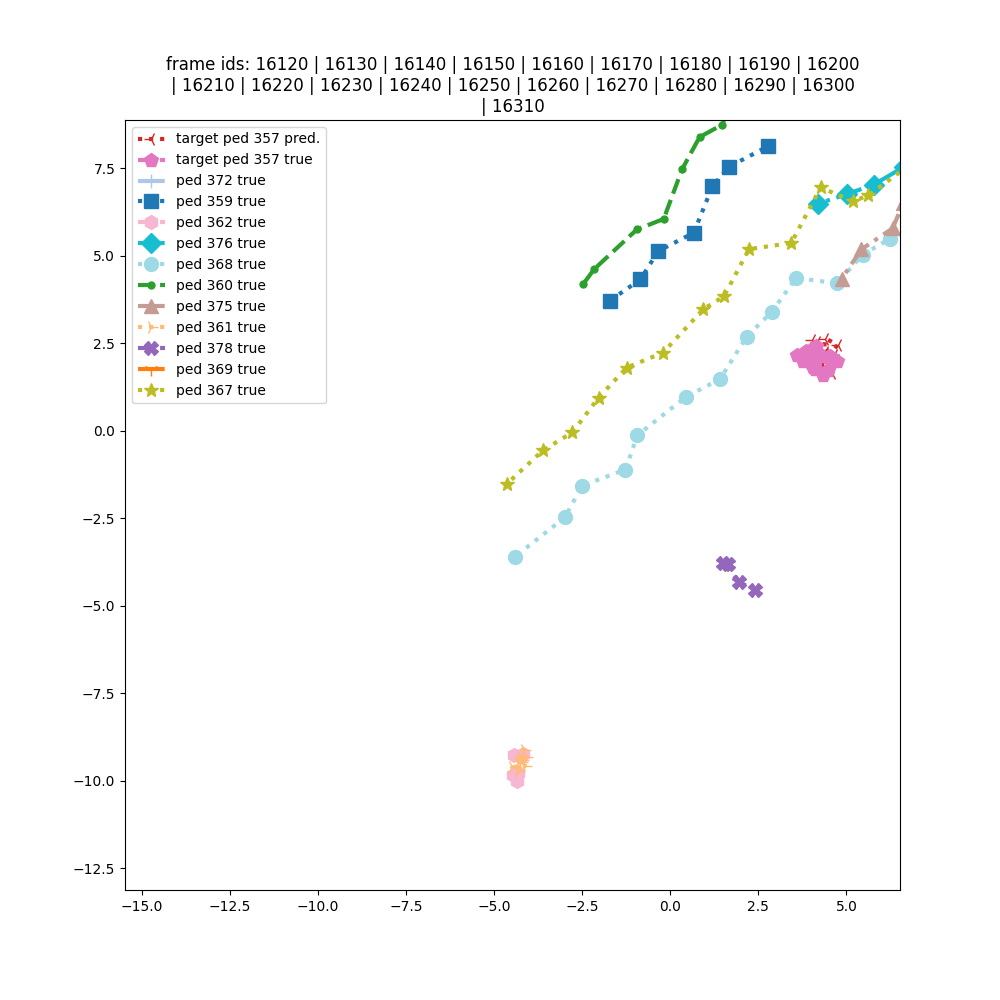 frame ids: 16120 | 16130 | 16140 | 16150 | 16160 | 16170 | 16180 | 16190 | 16200
| 16210 | 16220 | 16230 | 16240 | 16250 | 16260 | 16270 | 16280 | 16290 | 16300
| 16310
target ped 357 pred.
target ped 357 true
ped 372 true
ped 359 true
ped 362 true
ped 376 true
ped 368 true
ped 360 true
ped 375 true
ped 361 true
ped 378 true
ped 369 true
ped 367 true
7.5
5.0
2.5
0.0
−2.5
−5.0
−7.5
−10.0
−12.5
−15.0 −12.5 −10.0 −7.5 −5.0 −2.5 0.0 2.5 5.0